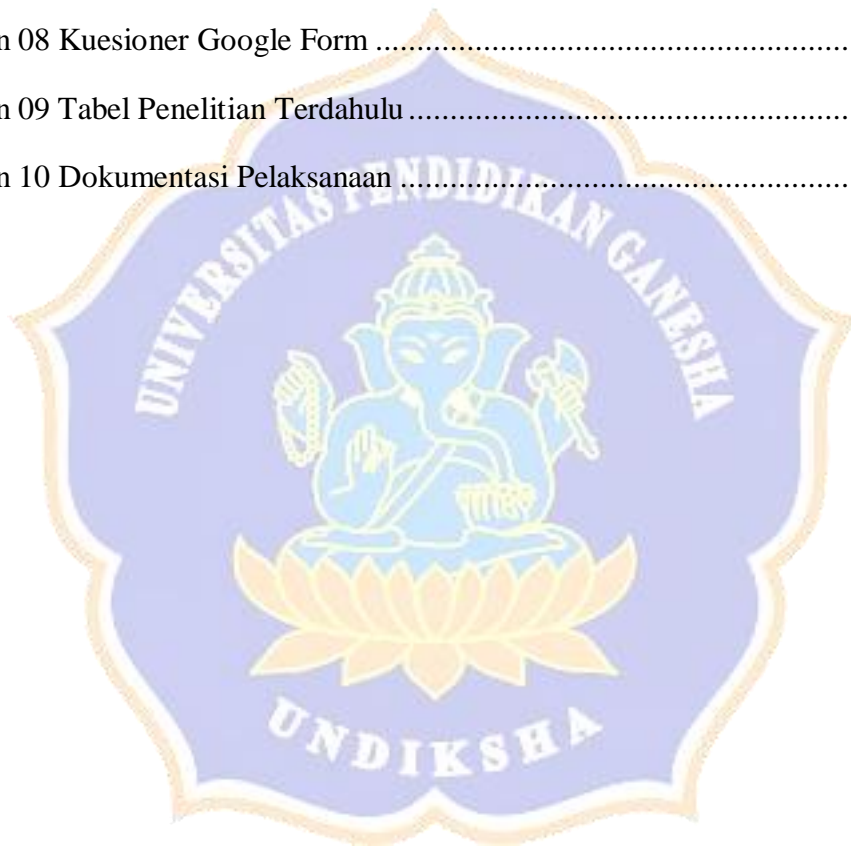 n 08 Kuesioner Google Form ................................................................
n 09 Tabel Penelitian Terdahulu ............................................................
n 10 Dokumentasi Pelaksanaan .............................................................
UNIVERSITAS PENDIDIKAN GANESHA
UNDIKSHA